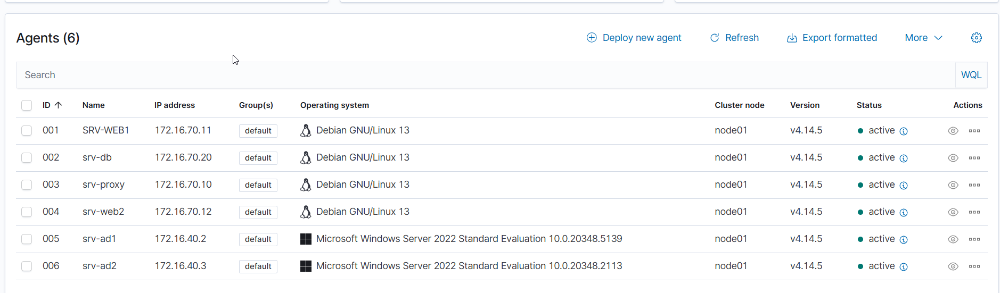 Agents (6)
Deploy new agent Refresh Export formatted More
Search WQL
ID Name IP address Group(s) Operating system Cluster node Version Status Actions
001 SRV-WEB1 172.16.70.11 default Debian GNU/Linux 13 node01 v4.14.5 active
002 srv-db 172.16.70.20 default Debian GNU/Linux 13 node01 v4.14.5 active
003 srv-proxy 172.16.70.10 default Debian GNU/Linux 13 node01 v4.14.5 active
004 srv-web2 172.16.70.12 default Debian GNU/Linux 13 node01 v4.14.5 active
005 srv-ad1 172.16.40.2 default Microsoft Windows Server 2022 Standard Evaluation 10.0.20348.5139 node01 v4.14.5 active
006 srv-ad2 172.16.40.3 default Microsoft Windows Server 2022 Standard Evaluation 10.0.20348.2113 node01 v4.14.5 active